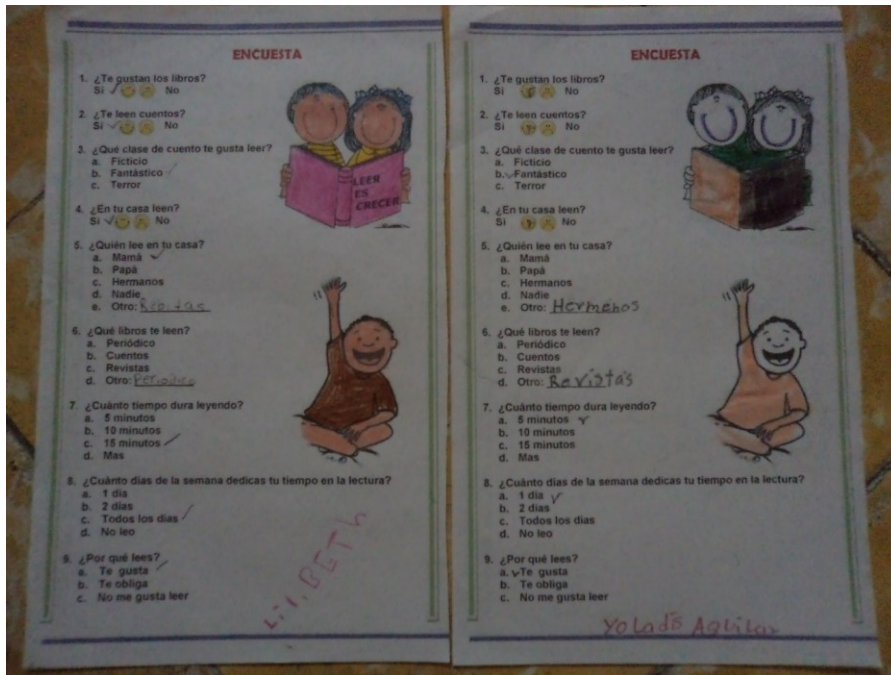 ENCUESTA
1. ¿Te gustan los libros?
Si No
2. ¿Te leen cuentos?
Si No
3. ¿Qué clase de cuento te gusta leer?
a. Ficticio
b. Fantástico
c. Terror
LEER
ES
CRECER
4. ¿En tu casa leen?
Si No
5. ¿Quién lee en tu casa?
a. Mamá
b. Papá
c. Hermanos
d. Nadie
e. Otro:
6. ¿Qué libros te leen?
a. Periódico
b. Cuentos
c. Revistas
d. Otro: Periodico
7. ¿Cuánto tiempo dura leyendo?
a. 5 minutos
b. 10 minutos
c. 15 minutos
d. Mas
8. ¿Cuánto días de la semana dedicas tu tiempo en la lectura?
a. 1 día
b. 2 días
c. Todos los días
d. No leo
9. ¿Por qué lees?
a. Te gusta
b. Te obliga
c. No me gusta leer
Lil.BETh
ENCUESTA
1. ¿Te gustan los libros?
Si No
2. ¿Te leen cuentos?
Si No
3. ¿Qué clase de cuento te gusta leer?
a. Ficticio
b. Fantástico
c. Terror
4. ¿En tu casa leen?
Si No
5. ¿Quién lee en tu casa?
a. Mamá
b. Papá
c. Hermanos
d. Nadie
e. Otro: Hermenos
6. ¿Qué libros te leen?
a. Periódico
b. Cuentos
c. Revistas
d. Otro: Revistas
7. ¿Cuánto tiempo dura leyendo?
a. 5 minutos
b. 10 minutos
c. 15 minutos
d. Mas
8. ¿Cuánto días de la semana dedicas tu tiempo en la lectura?
a. 1 día
b. 2 días
c. Todos los días
d. No leo
9. ¿Por qué lees?
a. Te gusta
b. Te obliga
c. No me gusta leer
Yoladis Aguilar